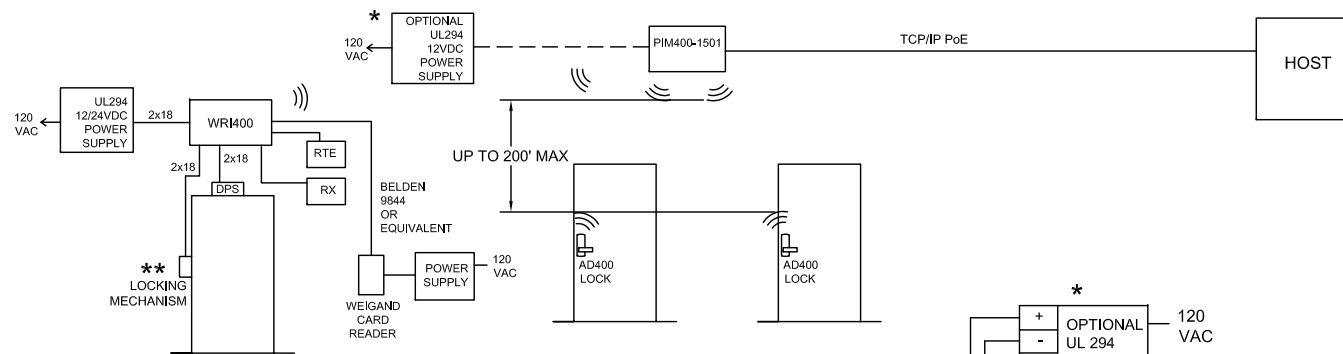 *
OPTIONAL
UL294
12VDC
POWER
SUPPLY
120
VAC
PIM400-1501
TCP/IP PoE
HOST
UL294
12/24VDC
POWER
SUPPLY
120
VAC
2x18
WRI400
RTE
RX
2x18
2x18
DPS
UP TO 200' MAX
BELDEN
9844
OR
EQUIVALENT
**
LOCKING
MECHANISM
WEIGAND
CARD
READER
POWER
SUPPLY
120
VAC
AD400
LOCK
AD400
LOCK
*
+
-
OPTIONAL
UL 294
120
VAC